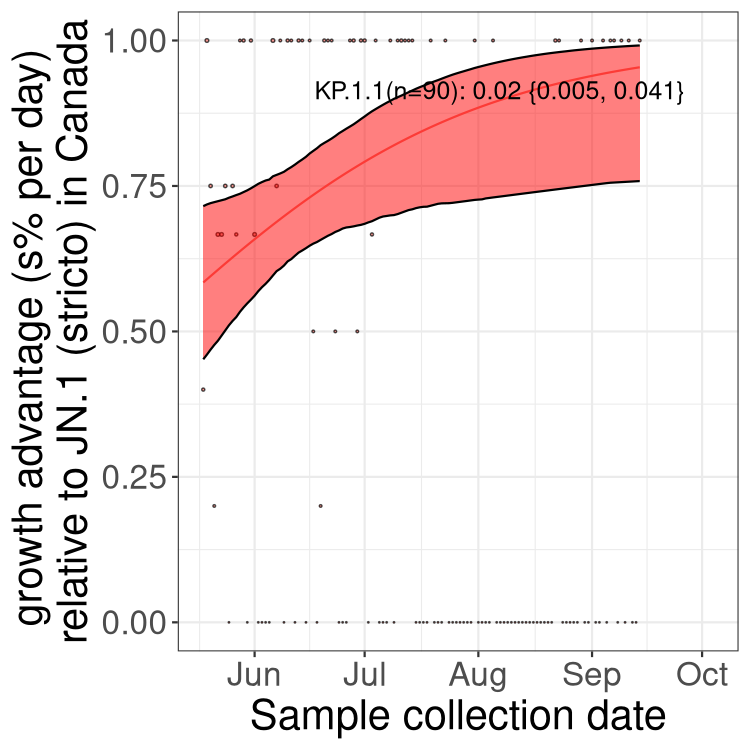 growth advantage (s% per day)
relative to JN.1 (stricto) in Canada
1.00
0.75
0.50
0.25
0.00
KP.1.1(n=90): 0.02 {0.005, 0.041}
Jun Jul Aug Sep Oct
Sample collection date